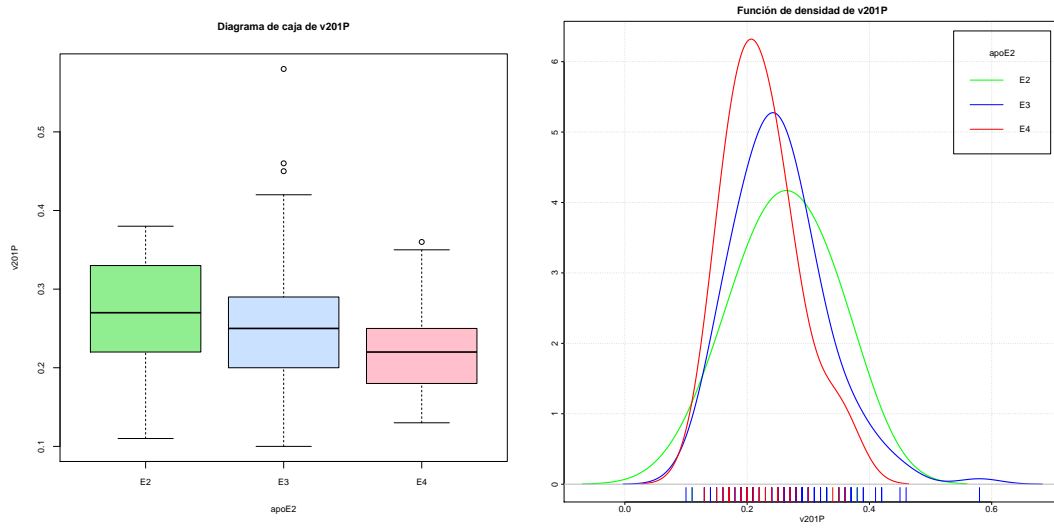 Diagrama de caja de v201P
v201P
0.5
0.4
0.3
0.2
0.1
E2
E3
E4
apoE2
Función de densidad de v201P
apoE2
E2
E3
E4
6
5
4
3
2
1
0
0.0
0.2
0.4
0.6
v201P